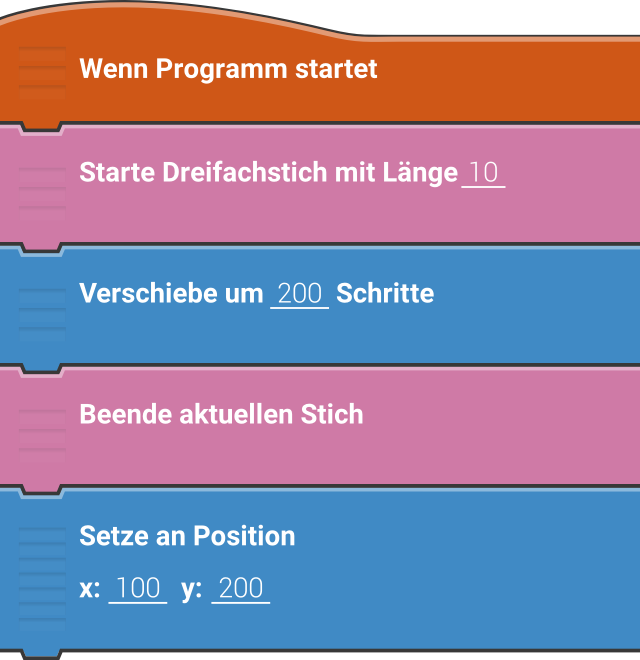 Wenn Programm startet
Starte Dreifachstich mit Länge 10
Verschiebe um 200 Schritte
Beende aktuellen Stich
Setze an Position
x: 100 y: 200